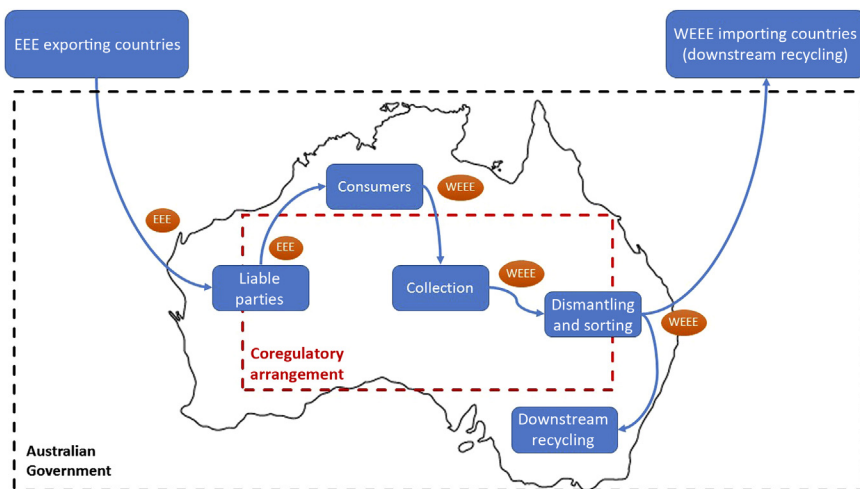 EEE exporting countries
WEEE importing countries
(downstream recycling)
Consumers
WEEE
EEE
EEE
Liable
parties
Collection
WEEE
Dismantling
and sorting
WEEE
Coregulatory
arrangement
Downstream
recycling
Australian
Government